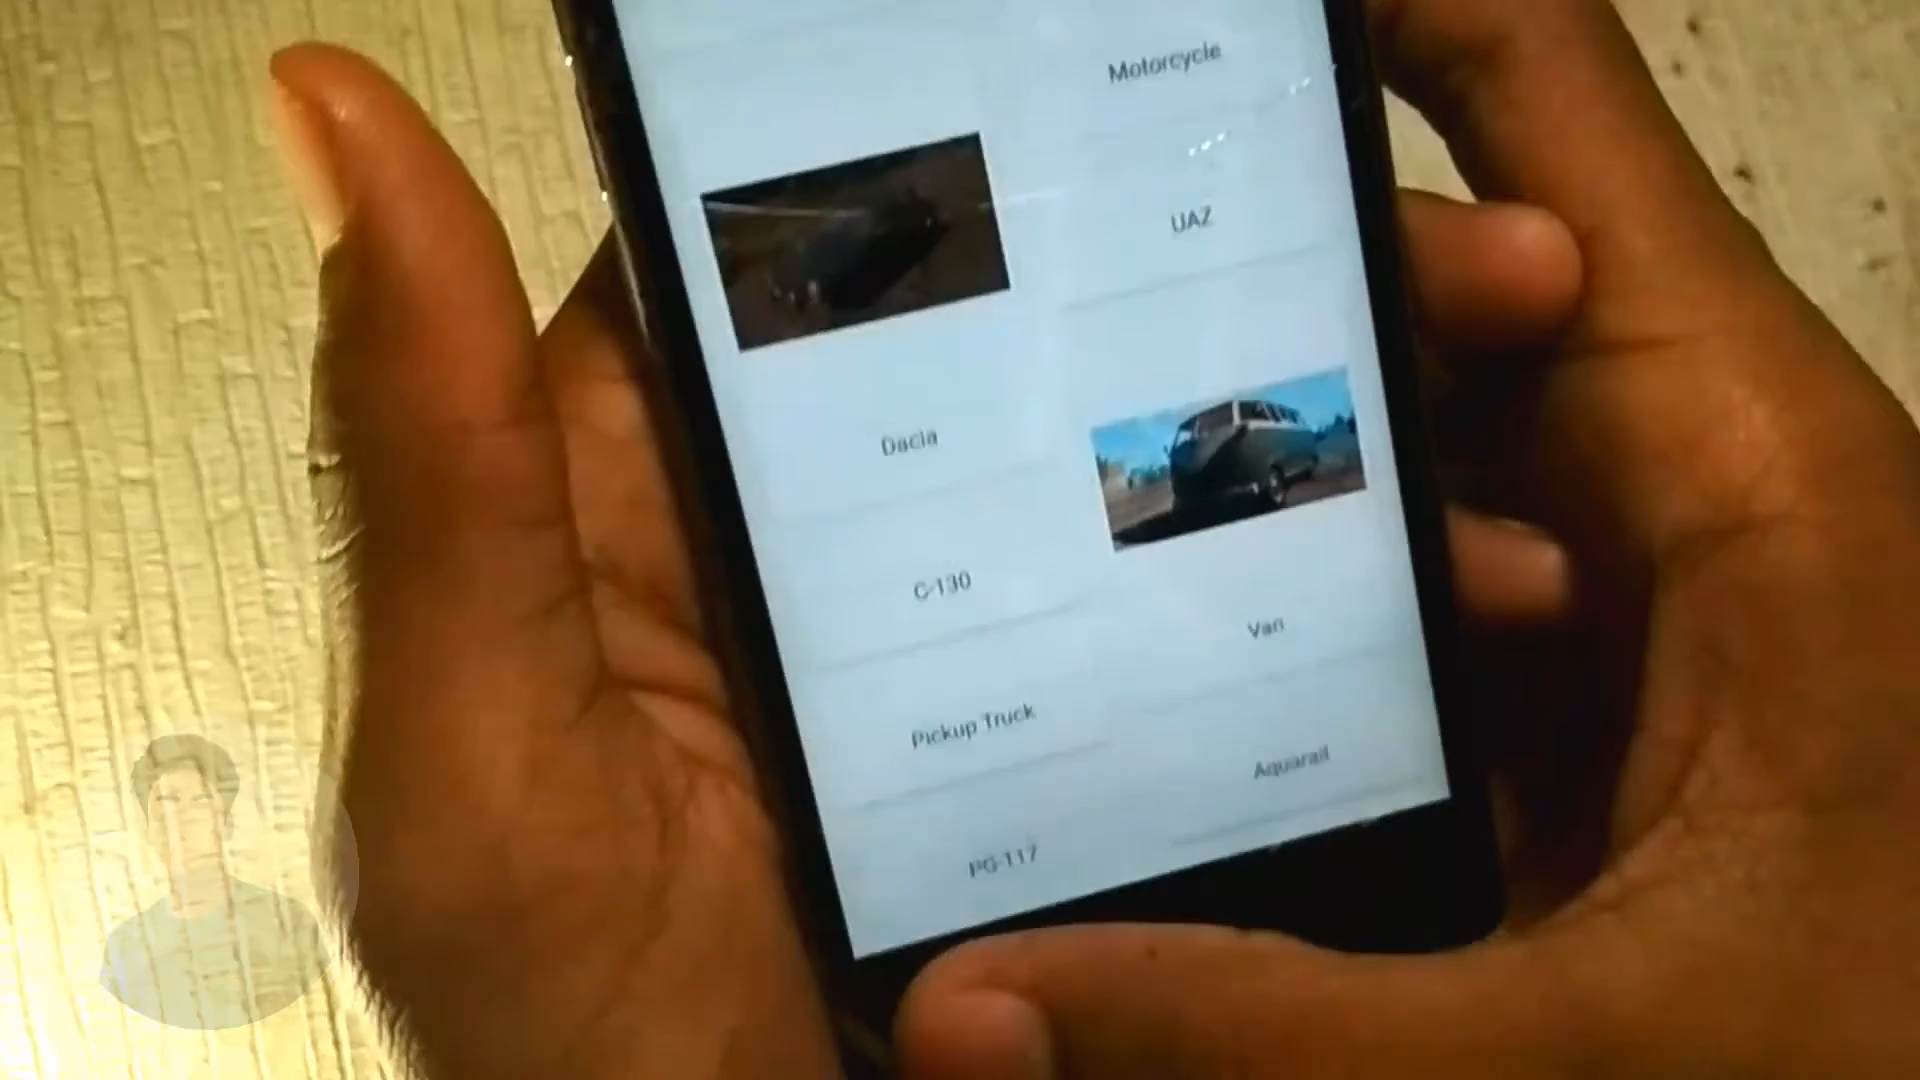 Motorcycle
UAZ
Dacia
C-130
Van
Pickup Truck
Aquarail
PG-117